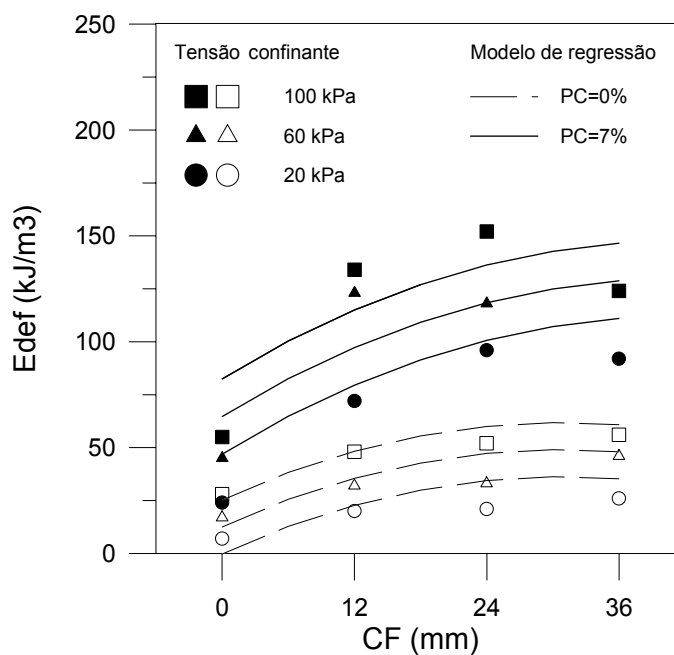 250
200
150
100
50
0
Edef (kJ/m3)
Tensão confinante
100 kPa
60 kPa
20 kPa
Modelo de regressão
PC=0%
PC=7%
0 12 24 36
CF (mm)